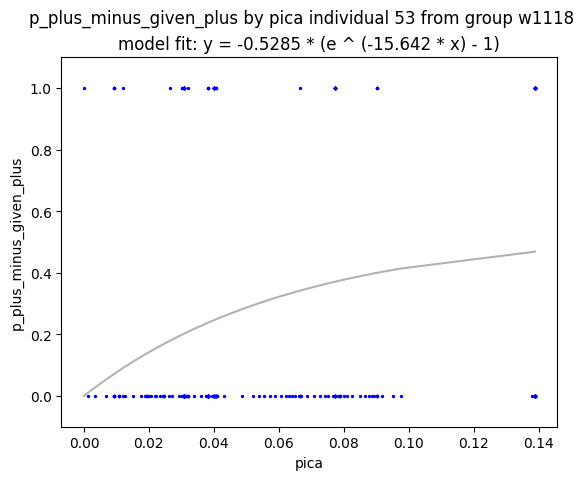 p_plus_minus_given_plus by pica individual 53 from group w1118
model fit: y = -0.5285 * (e ^ (-15.642 * x) - 1)
1.0
0.8
0.6
0.4
0.2
0.0
p_plus_minus_given_plus
0.00 0.02 0.04 0.06 0.08 0.10 0.12 0.14
pica